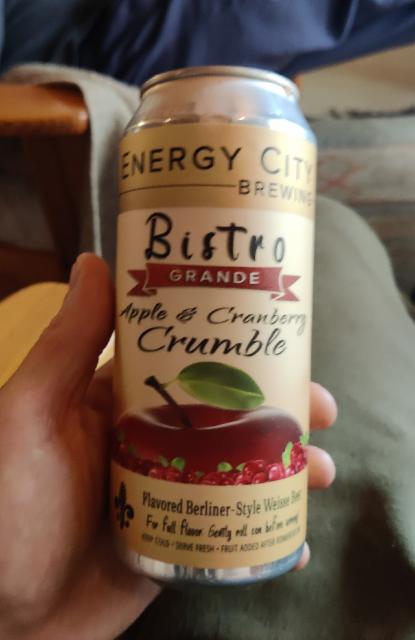 ENERGY CITY
BREWING
Bistro
GRANDE
Apple & Cranberry
Crumble
Flavored Berliner-Style Weisse Beer
For Full Flavor Gently roll can before opening
KEEP COLD • SERVE FRESH • FRUIT ADDED AFTER FERMENTATION